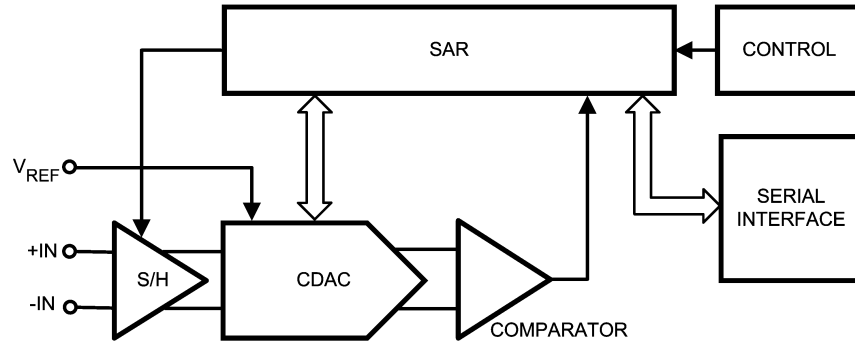 SAR
CONTROL
VREF
SERIAL
INTERFACE
+IN
S/H
CDAC
-IN
COMPARATOR